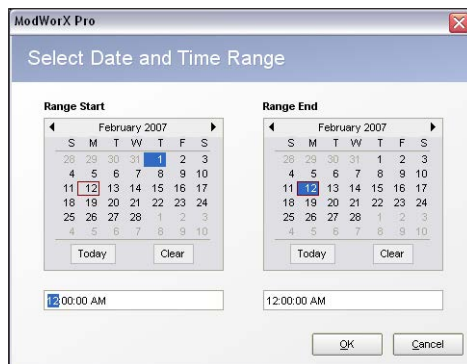 ModWorX Pro
Select Date and Time Range
Range Start
February 2007
S M T W T F S
28 29 30 31 1 2 3
4 5 6 7 8 9 10
11 12 13 14 15 16 17
18 19 20 21 22 23 24
25 26 27 28 1 2 3
4 5 6 7 8 9 10
Today Clear
12:00:00 AM
Range End
February 2007
S M T W T F S
28 29 30 31 1 2 3
4 5 6 7 8 9 10
11 12 13 14 15 16 17
18 19 20 21 22 23 24
25 26 27 28 1 2 3
4 5 6 7 8 9 10
Today Clear
12:00:00 AM
OK Cancel